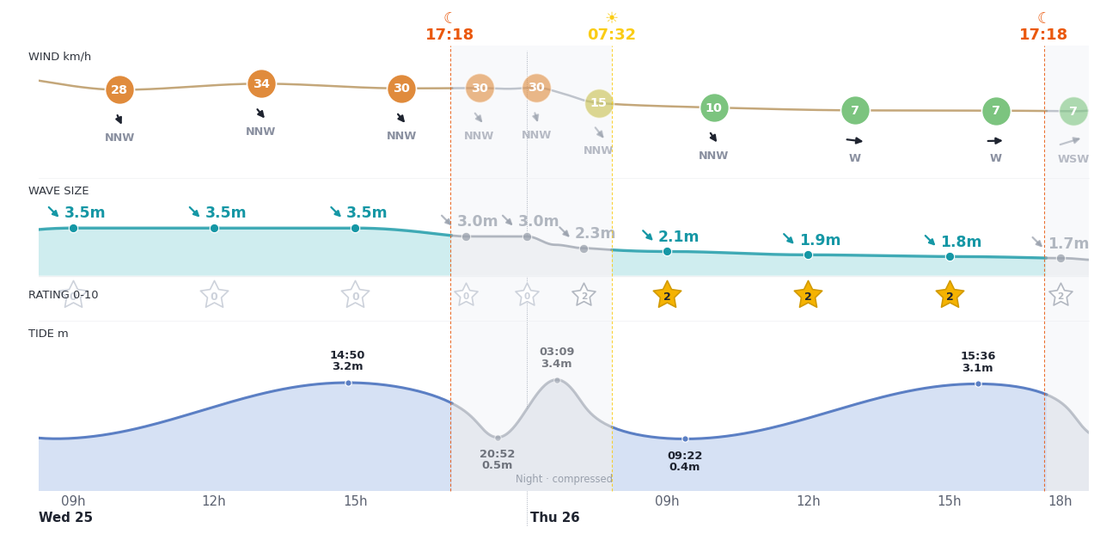 ☾ ☀ ☾
17:18 07:32 17:18
WIND km/h
28 34 30 30 30 15 10 7 7 7
NNW NNW NNW NNW NNW NNW NNW W W WSW
WAVE SIZE
3.5m 3.5m 3.5m 3.0m 3.0m 2.3m 2.1m 1.9m 1.8m 1.7m
RATING 0-10
0 0 0 0 0 2 2 2 2 2
TIDE m
14:50
3.2m
03:09
3.4m
15:36
3.1m
20:52
0.5m
09:22
0.4m
Night · compressed
09h 12h 15h 09h 12h 15h 18h
Wed 25 Thu 26